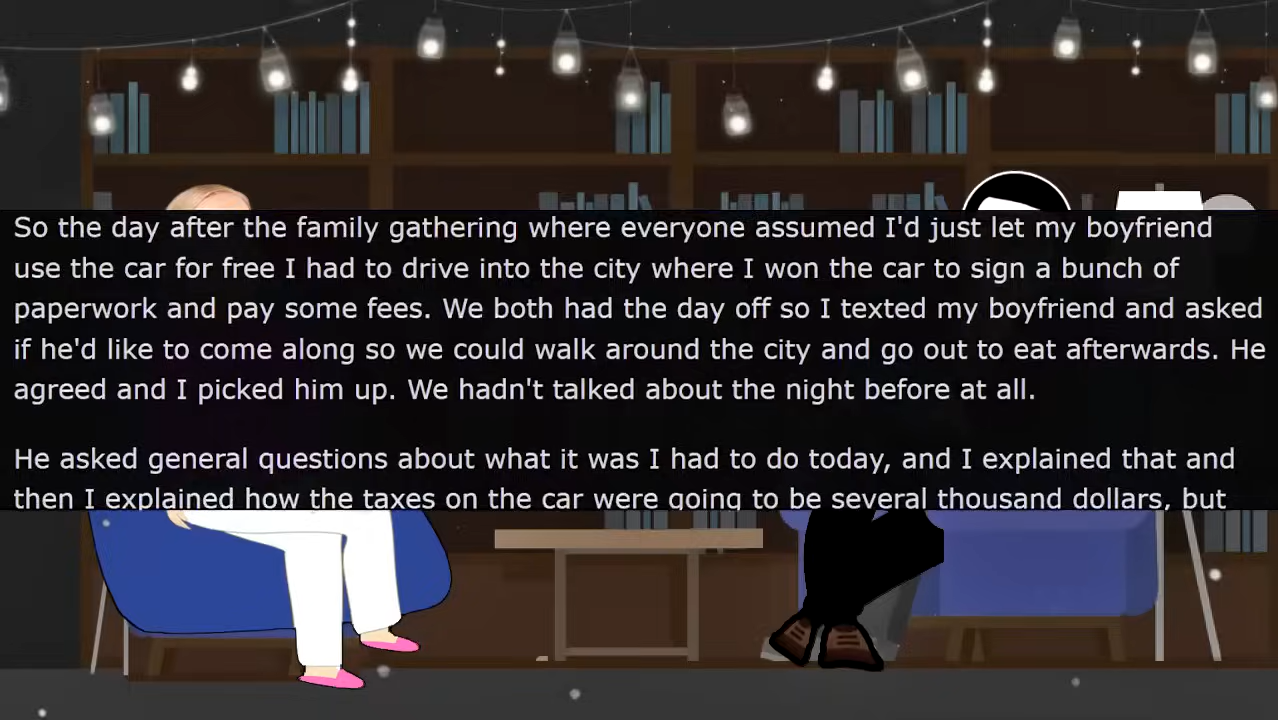 So the day after the family gathering where everyone assumed I'd just let my boyfriend
use the car for free I had to drive into the city where I won the car to sign a bunch of
paperwork and pay some fees. We both had the day off so I texted my boyfriend and asked
if he'd like to come along so we could walk around the city and go out to eat afterwards. He
agreed and I picked him up. We hadn't talked about the night before at all.
He asked general questions about what it was I had to do today, and I explained that and
then I explained how the taxes on the car were going to be several thousand dollars, but